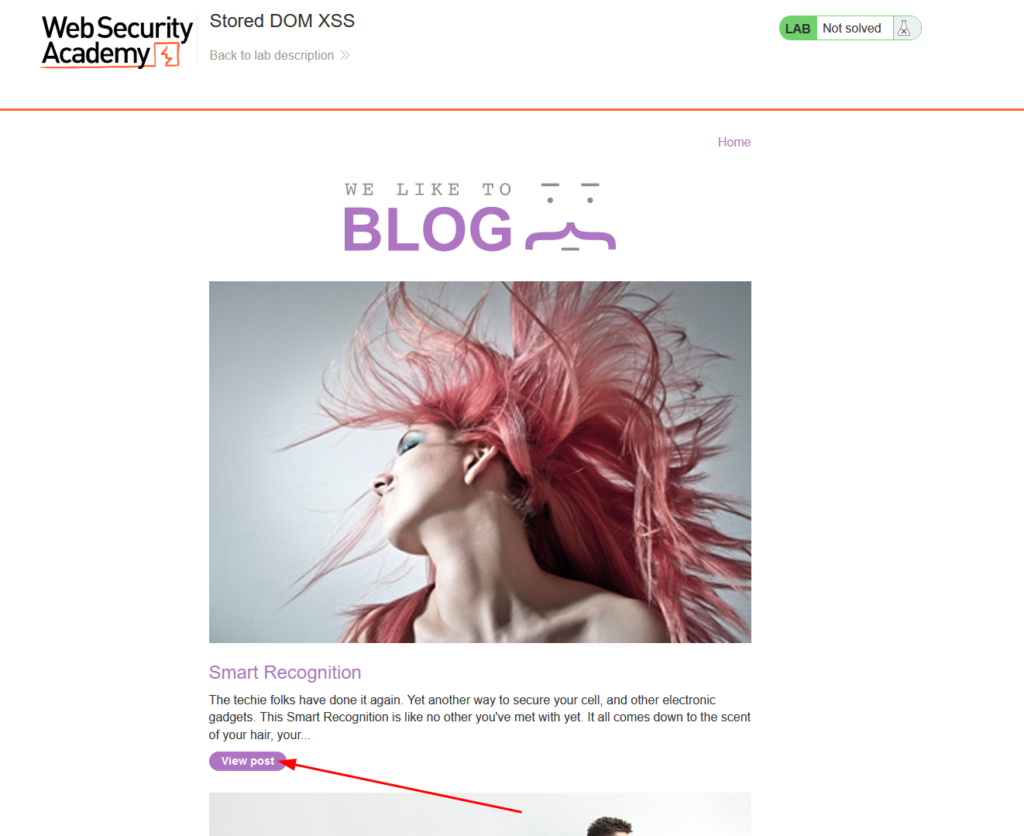 Web Security
Academy
Stored DOM XSS
Back to lab description
LAB Not solved
Home
WE LIKE TO
BLOG
Smart Recognition
The techie folks have done it again. Yet another way to secure your cell, and other electronic
gadgets. This Smart Recognition is like no other you've met with yet. It all comes down to the scent
of your hair, your...
View post